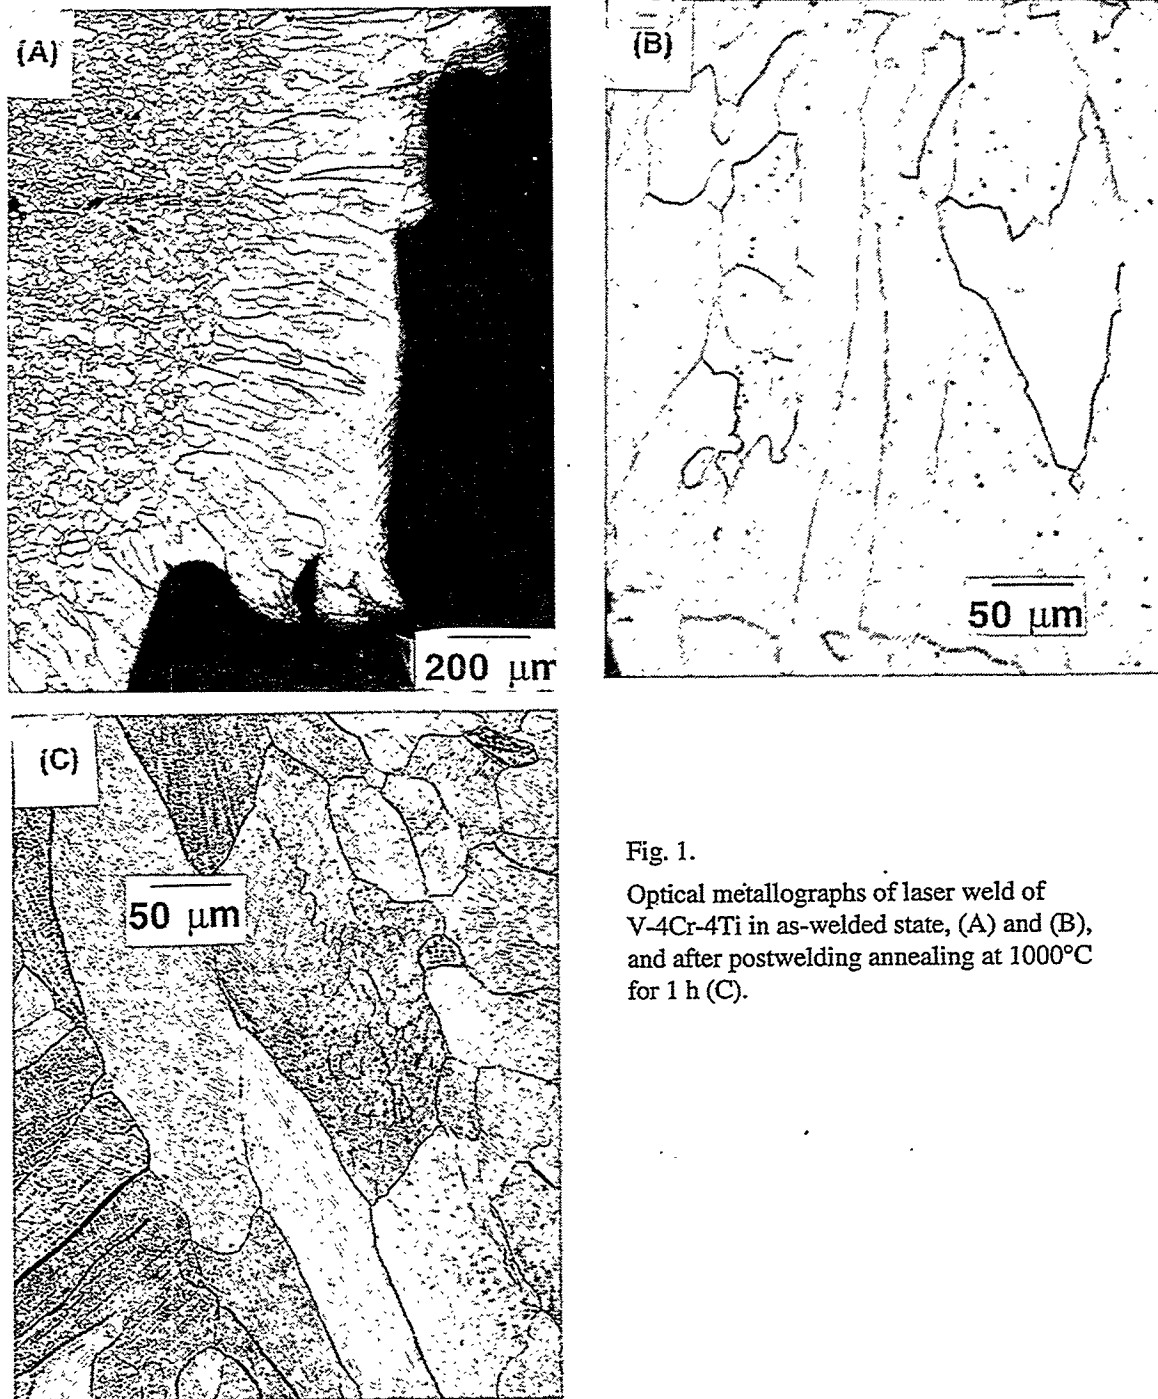 (A)
(B)
200 μm
50 μm
(C)
50 μm
Fig. 1.
Optical metallographs of laser weld of
V-4Cr-4Ti in as-welded state, (A) and (B),
and after postwelding annealing at 1000°C
for 1 h (C).